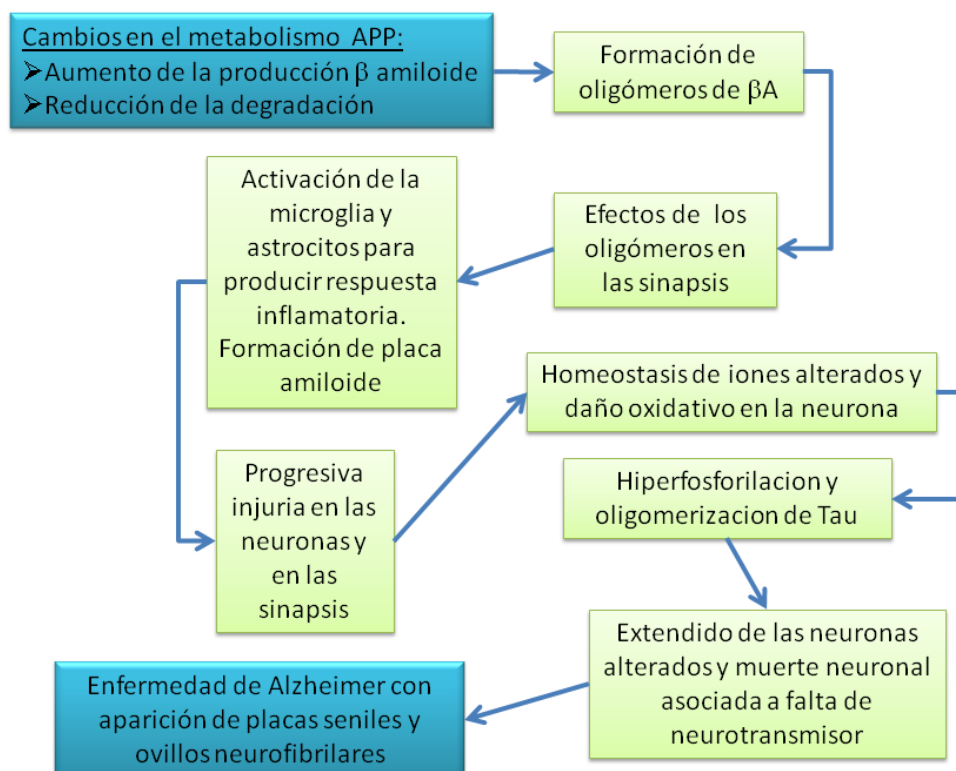 Cambios en el metabolismo APP:
➢Aumento de la producción β amiloide
➢Reducción de la degradación
Formación de
oligómeros de βA
Efectos de los
oligómeros en
las sinapsis
Activación de la
microglia y
astrocitos para
producir respuesta
inflamatoria.
Formación de placa
amiloide
Progresiva
injuria en las
neuronas y
en las
sinapsis
Homeostasis de iones alterados y
daño oxidativo en la neurona
Hiperfosforilacion y
oligomerizacion de Tau
Extendido de las neuronas
alterados y muerte neuronal
asociada a falta de
neurotransmisor
Enfermedad de Alzheimer con
aparición de placas seniles y
ovillos neurofibrilares